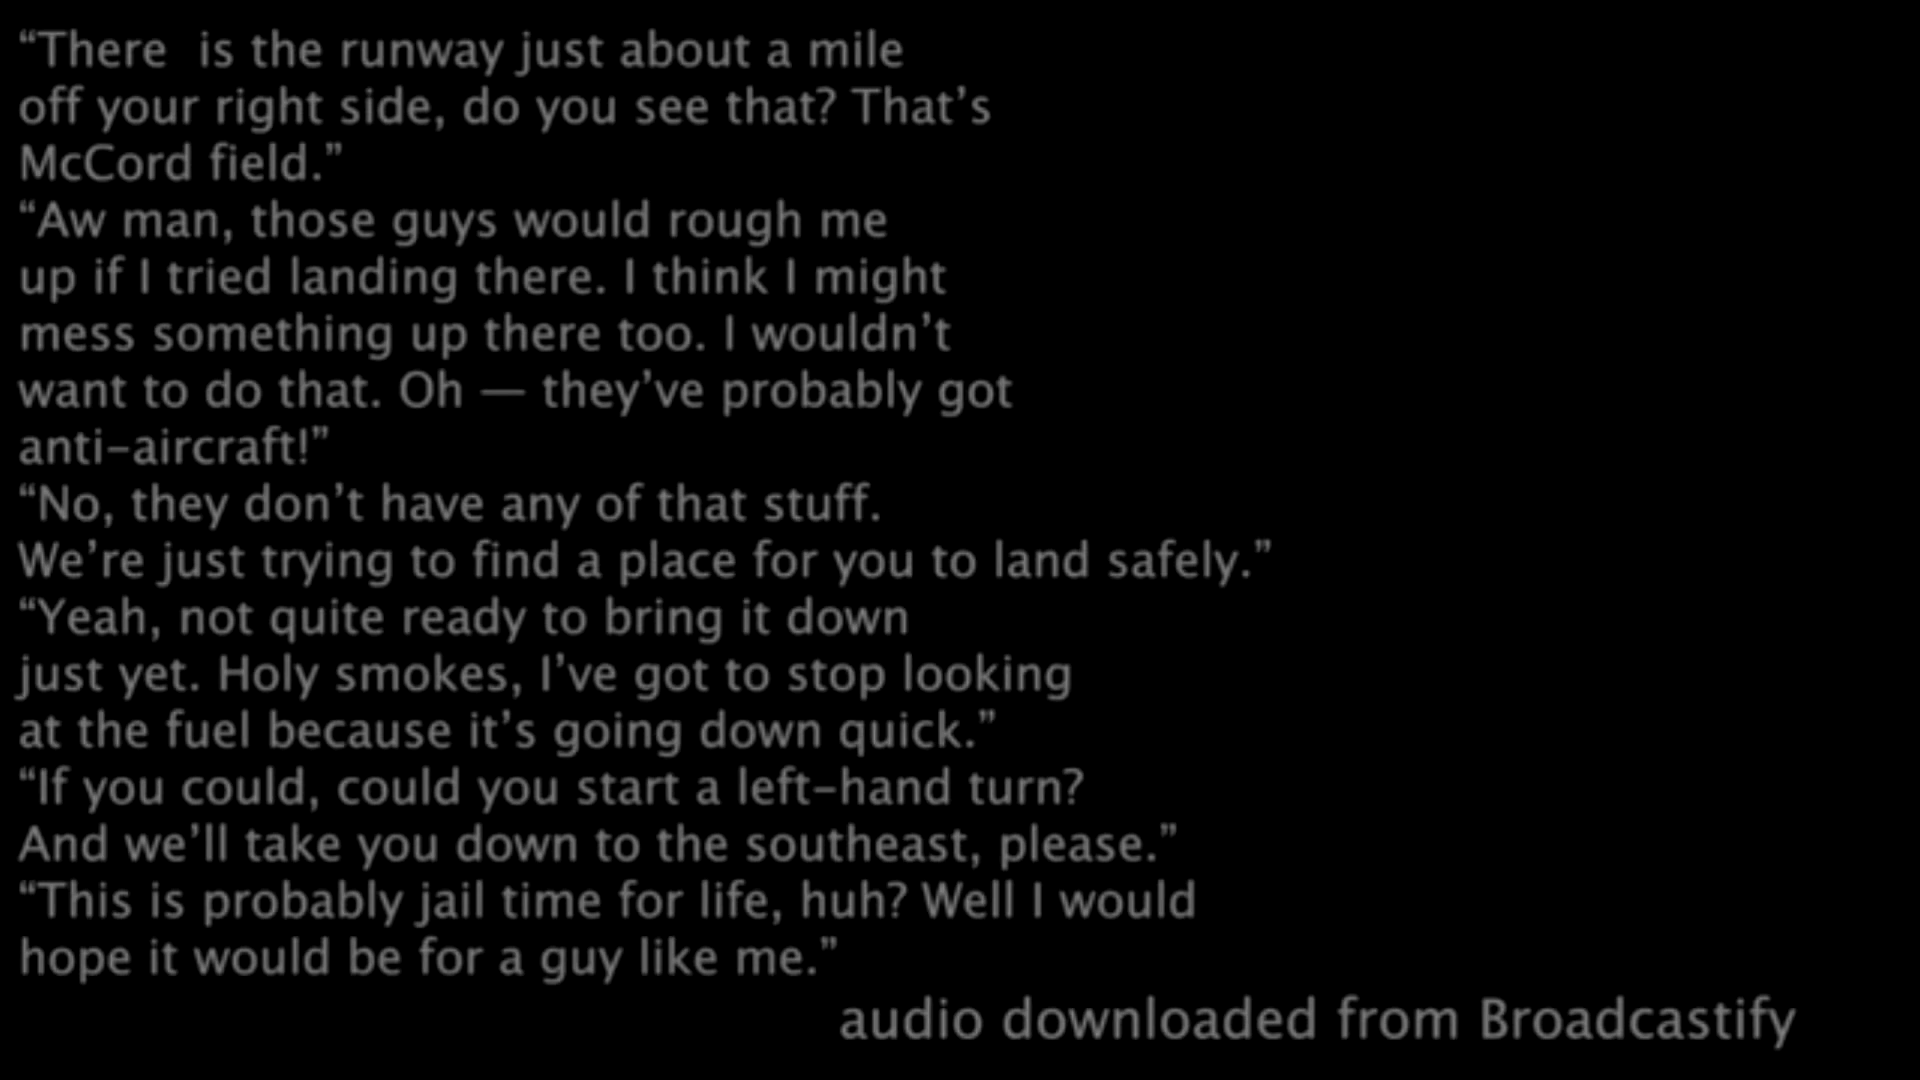 “There  is the runway just about a mile
off your right side, do you see that? That’s
McCord field.”
“Aw man, those guys would rough me
up if I tried landing there. I think I might
mess something up there too. I wouldn’t
want to do that. Oh — they’ve probably got
anti-aircraft!”
“No, they don’t have any of that stuff.
We’re just trying to find a place for you to land safely.”
“Yeah, not quite ready to bring it down
just yet. Holy smokes, I’ve got to stop looking
at the fuel because it’s going down quick.”
“If you could, could you start a left-hand turn?
And we’ll take you down to the southeast, please.”
“This is probably jail time for life, huh? Well I would
hope it would be for a guy like me.”
audio downloaded from Broadcastify